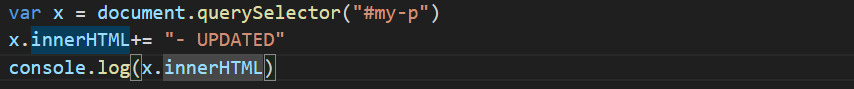 var x = document.querySelector("#my-p")
x.innerHTML+= "- UPDATED"
console.log(x.innerHTML)